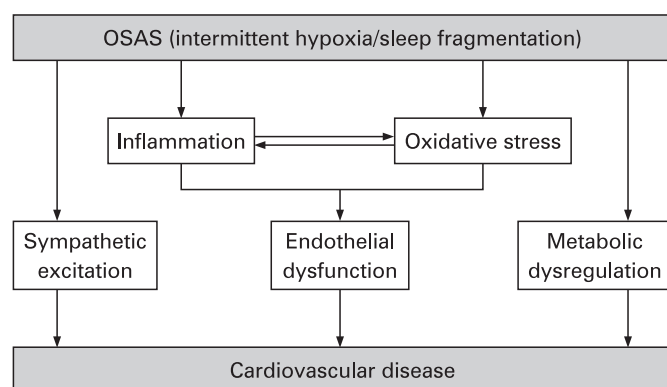 OSAS (intermittent hypoxia/sleep fragmentation)
Inflammation
Oxidative stress
Sympathetic
excitation
Endothelial
dysfunction
Metabolic
dysregulation
Cardiovascular disease